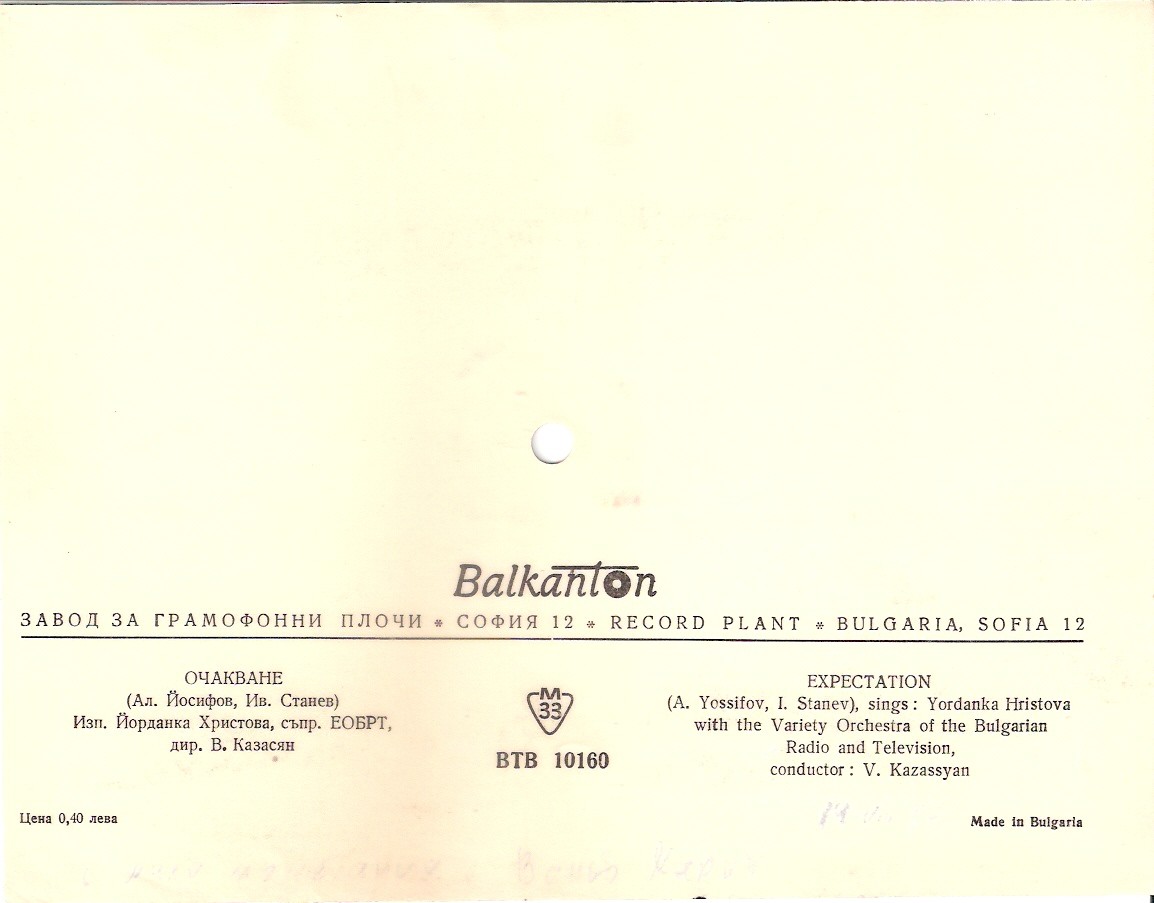 Balkanton
ЗАВОД ЗА ГРАМОФОННИ ПЛОЧИ * СОФИЯ 12 * RECORD PLANT * BULGARIA, SOFIA 12
ОЧАКВАНЕ
(Ал. Йосифов, Ив. Станев)
Изп. Йорданка Христова, съпр. ЕОБРТ,
дир. В. Казасян
М
33
ВТВ 10160
EXPECTATION
(A. Yossifov, I. Stanev), sings : Yordanka Hristova
with the Variety Orchestra of the Bulgarian
Radio and Television,
conductor : V. Kazassyan
Цена 0,40 лева
Made in Bulgaria